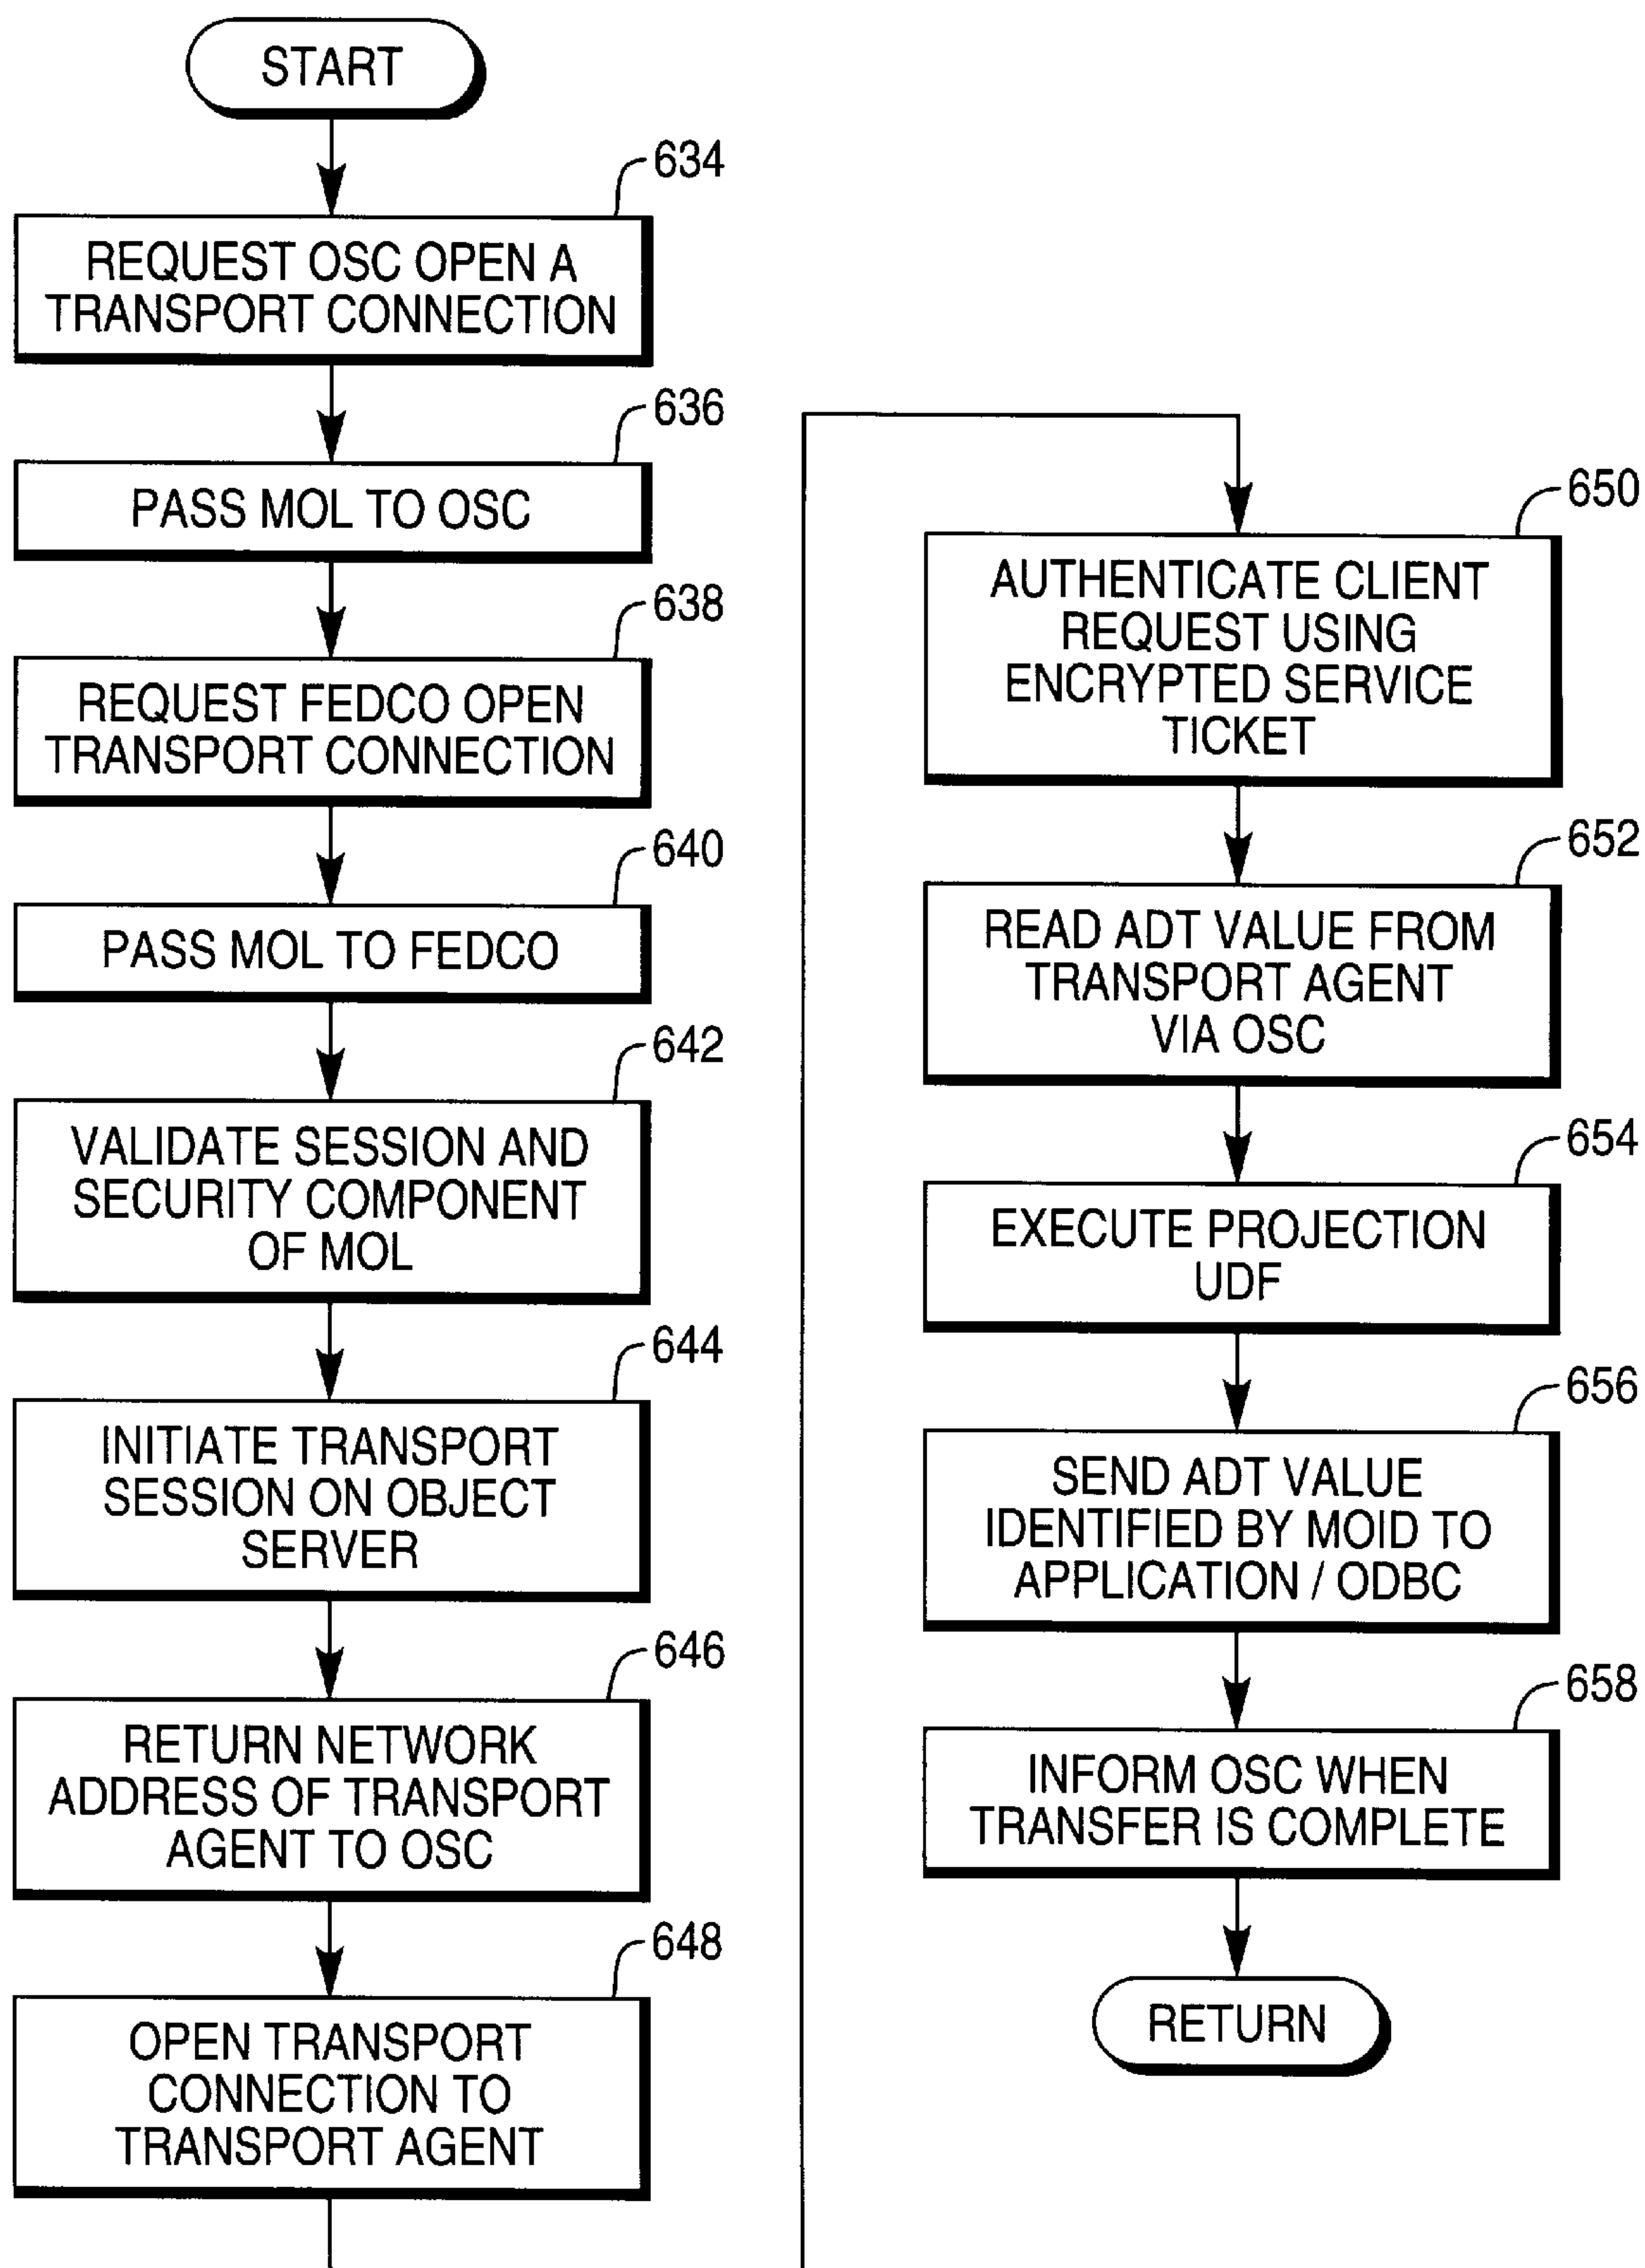 START
634
REQUEST OSC OPEN A
TRANSPORT CONNECTION
636
PASS MOL TO OSC
638
REQUEST FEDCO OPEN
TRANSPORT CONNECTION
640
PASS MOL TO FEDCO
642
VALIDATE SESSION AND
SECURITY COMPONENT
OF MOL
644
INITIATE TRANSPORT
SESSION ON OBJECT
SERVER
646
RETURN NETWORK
ADDRESS OF TRANSPORT
AGENT TO OSC
648
OPEN TRANSPORT
CONNECTION TO
TRANSPORT AGENT
650
AUTHENTICATE CLIENT
REQUEST USING
ENCRYPTED SERVICE
TICKET
652
READ ADT VALUE FROM
TRANSPORT AGENT
VIA OSC
654
EXECUTE PROJECTION
UDF
656
SEND ADT VALUE
IDENTIFIED BY MOID TO
APPLICATION / ODBC
658
INFORM OSC WHEN
TRANSFER IS COMPLETE
RETURN